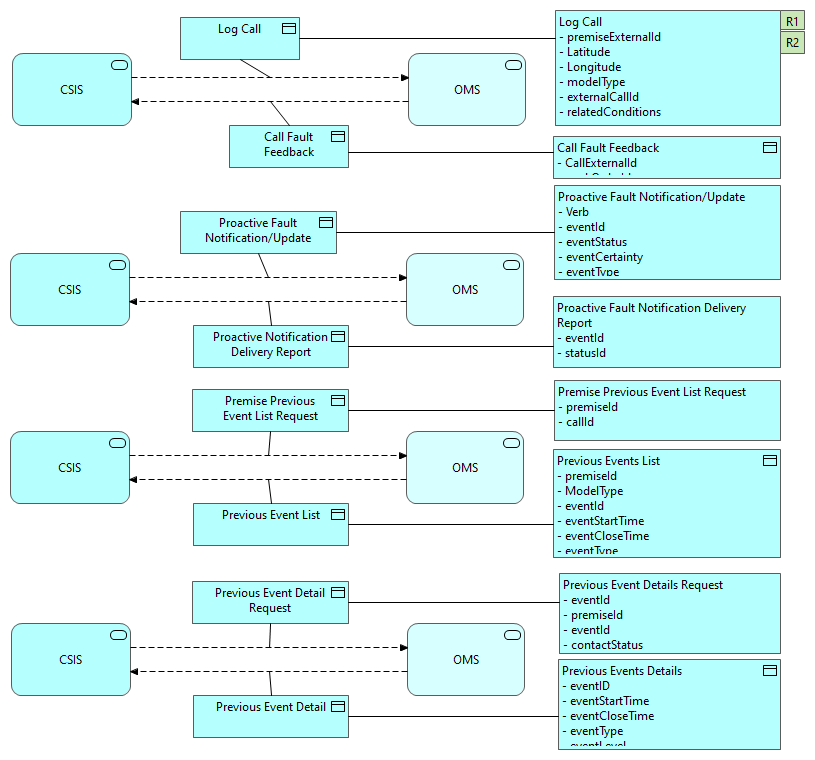 Log Call
CSIS
OMS
Call Fault
Feedback
Log Call
- premiseExternalId
- Latitude
- Longitude
- modelType
- externalCallId
- relatedConditions
R1
R2
Call Fault Feedback
- CallExternalId
Proactive Fault
Notification/Update
CSIS
OMS
Proactive Notification
Delivery Report
Proactive Fault Notification/Update
- Verb
- eventId
- eventStatus
- eventCertainty
- eventType
Proactive Fault Notification Delivery
Report
- eventId
- statusId
Premise Previous
Event List Request
CSIS
OMS
Previous Event List
Premise Previous Event List Request
- premiseId
- callId
Previous Events List
- premiseId
- ModelType
- eventId
- eventStartTime
- eventCloseTime
- eventType
Previous Event Detail
Request
CSIS
OMS
Previous Event Detail
Previous Event Details Request
- eventId
- premiseId
- eventId
- contactStatus
Previous Events Details
- eventID
- eventStartTime
- eventCloseTime
- eventType
- eventLevel